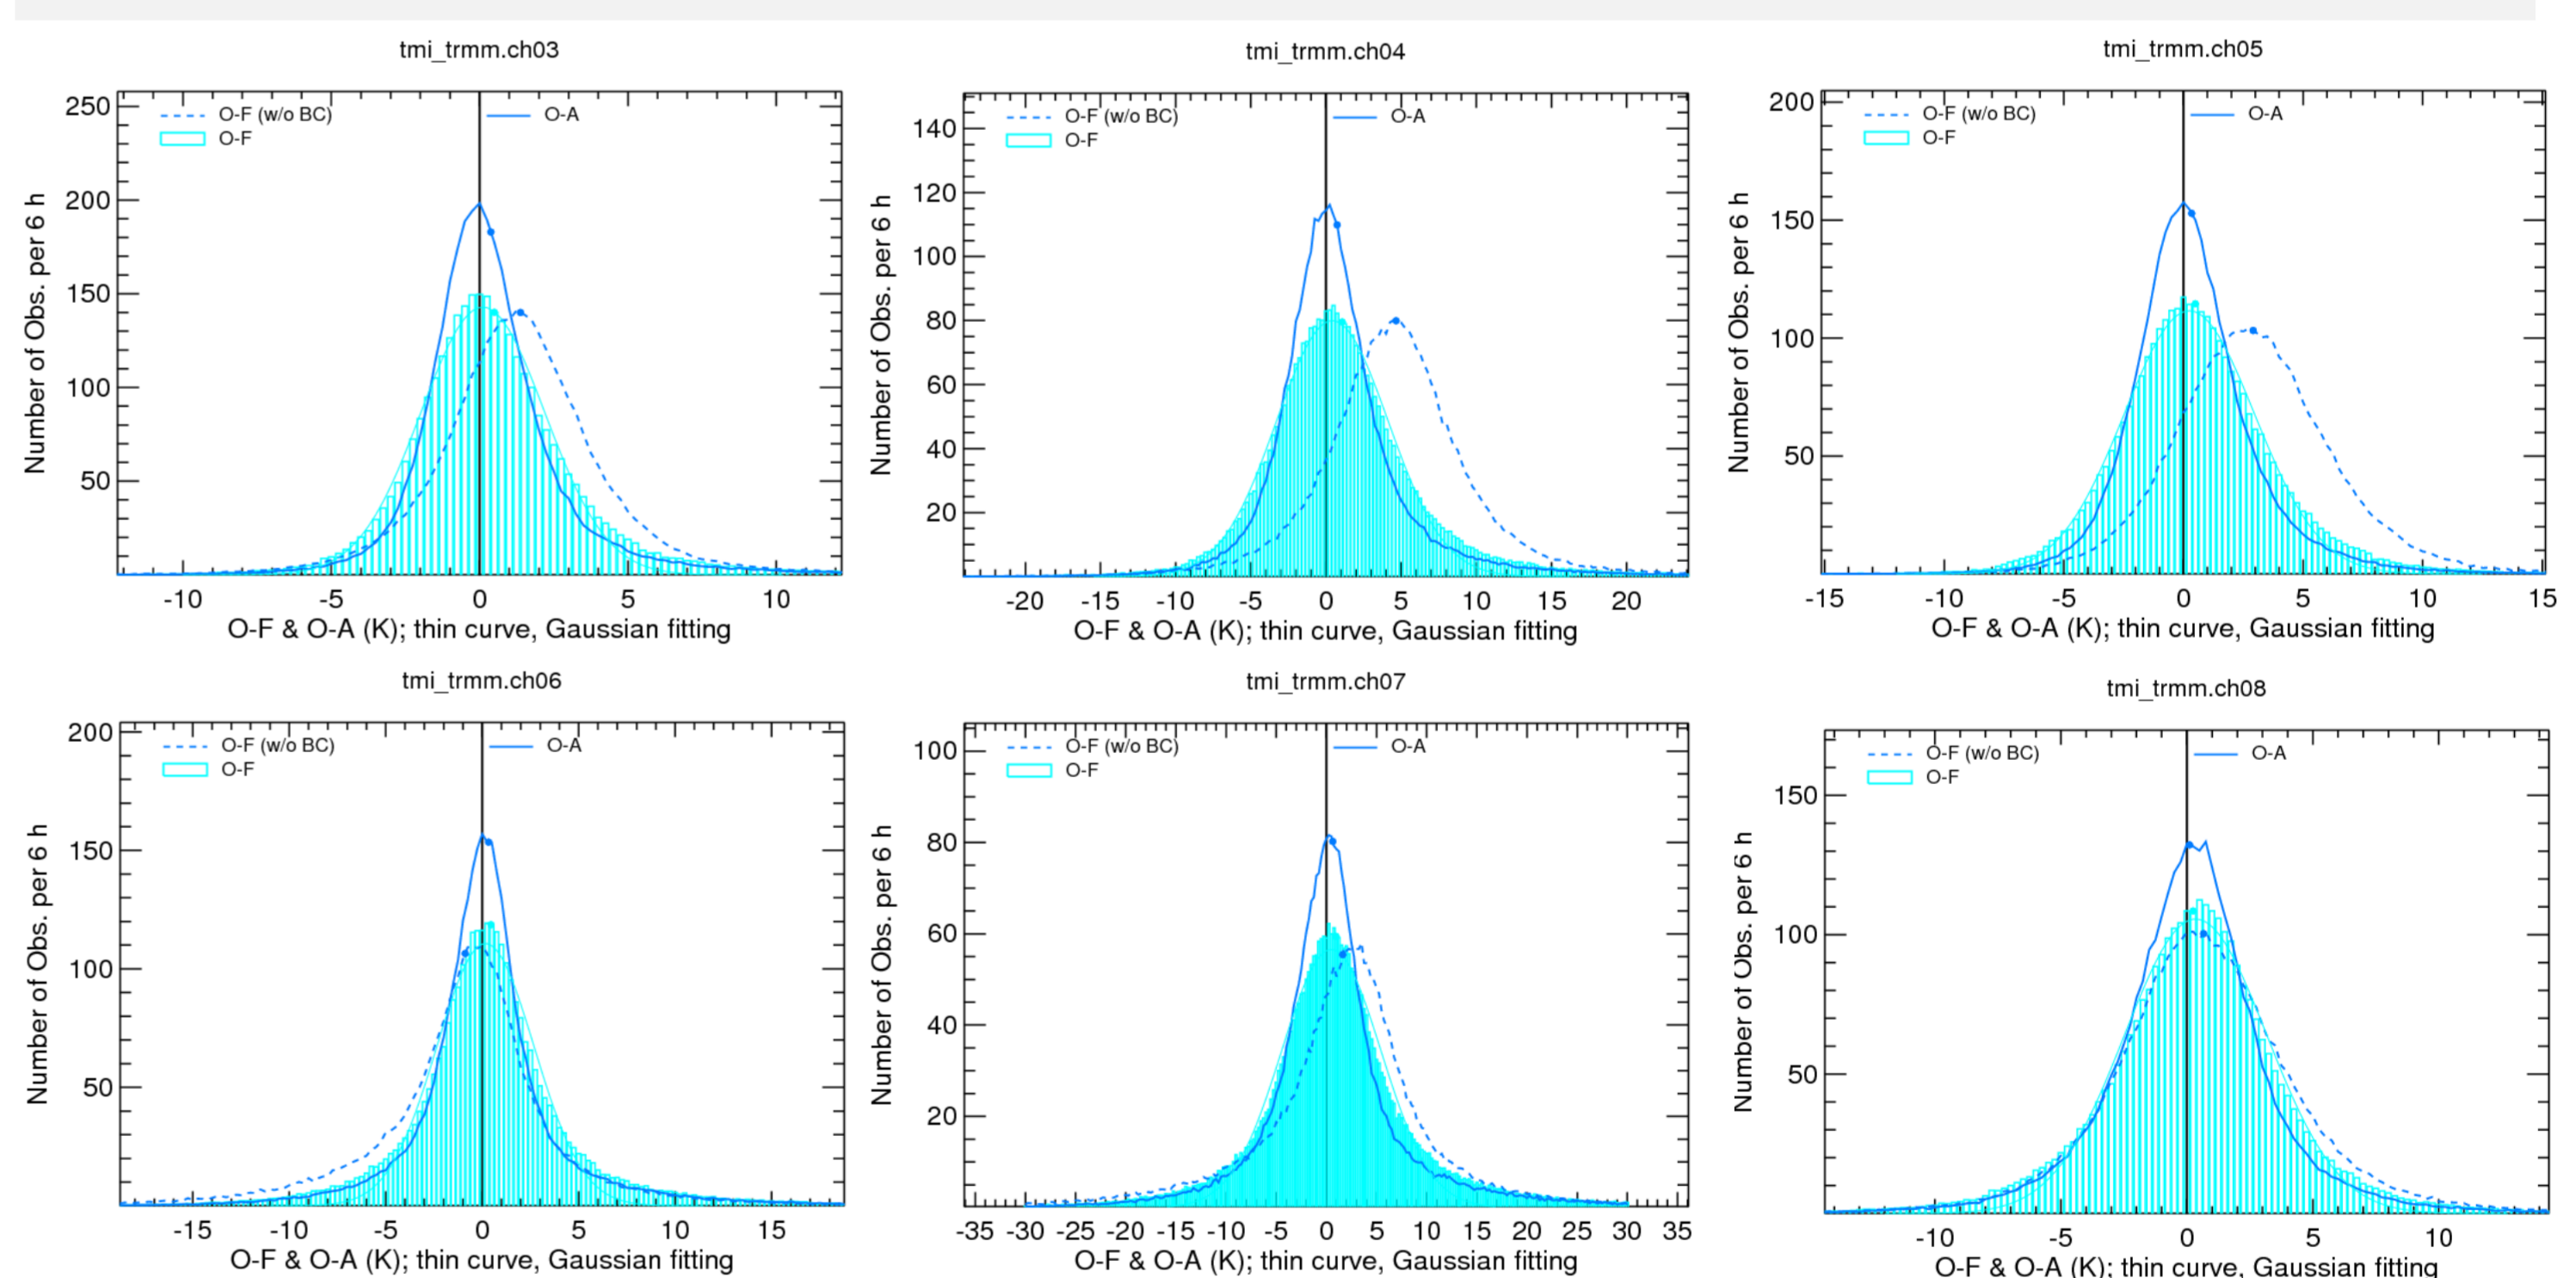 tmi_trmm.ch03
250
200
150
100
50
O-F (w/o BC)
O-F
O-A
Number of Obs. per 6 h
-10 -5 0 5 10
O-F & O-A (K); thin curve, Gaussian fitting
tmi_trmm.ch04
140
120
100
80
60
40
20
O-F (w/o BC)
O-F
O-A
Number of Obs. per 6 h
-20 -15 -10 -5 0 5 10 15 20
O-F & O-A (K); thin curve, Gaussian fitting
tmi_trmm.ch05
200
150
100
50
O-F (w/o BC)
O-F
O-A
Number of Obs. per 6 h
-15 -10 -5 0 5 10 15
O-F & O-A (K); thin curve, Gaussian fitting
tmi_trmm.ch06
200
150
100
50
O-F (w/o BC)
O-F
O-A
Number of Obs. per 6 h
-15 -10 -5 0 5 10 15
O-F & O-A (K); thin curve, Gaussian fitting
tmi_trmm.ch07
100
80
60
40
20
O-F (w/o BC)
O-F
O-A
Number of Obs. per 6 h
-35 -30 -25 -20 -15 -10 -5 0 5 10 15 20 25 30 35
O-F & O-A (K); thin curve, Gaussian fitting
tmi_trmm.ch08
150
100
50
O-F (w/o BC)
O-F
O-A
Number of Obs. per 6 h
-10 -5 0 5 10
O-F & O-A (K); thin curve, Gaussian fitting